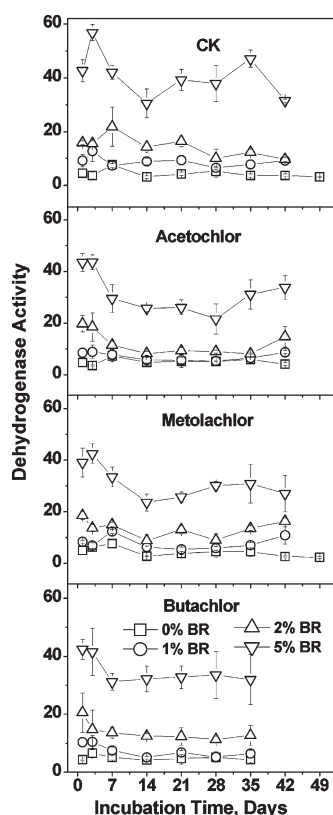 Dehydrogenase Activity
60
CK
40
20
0
60
Acetochlor
40
20
0
60
Metolachlor
40
20
0
60
Butachlor
0% BR
2% BR
1% BR
5% BR
40
20
0
0 7 14 21 28 35 42 49
Incubation Time, Days